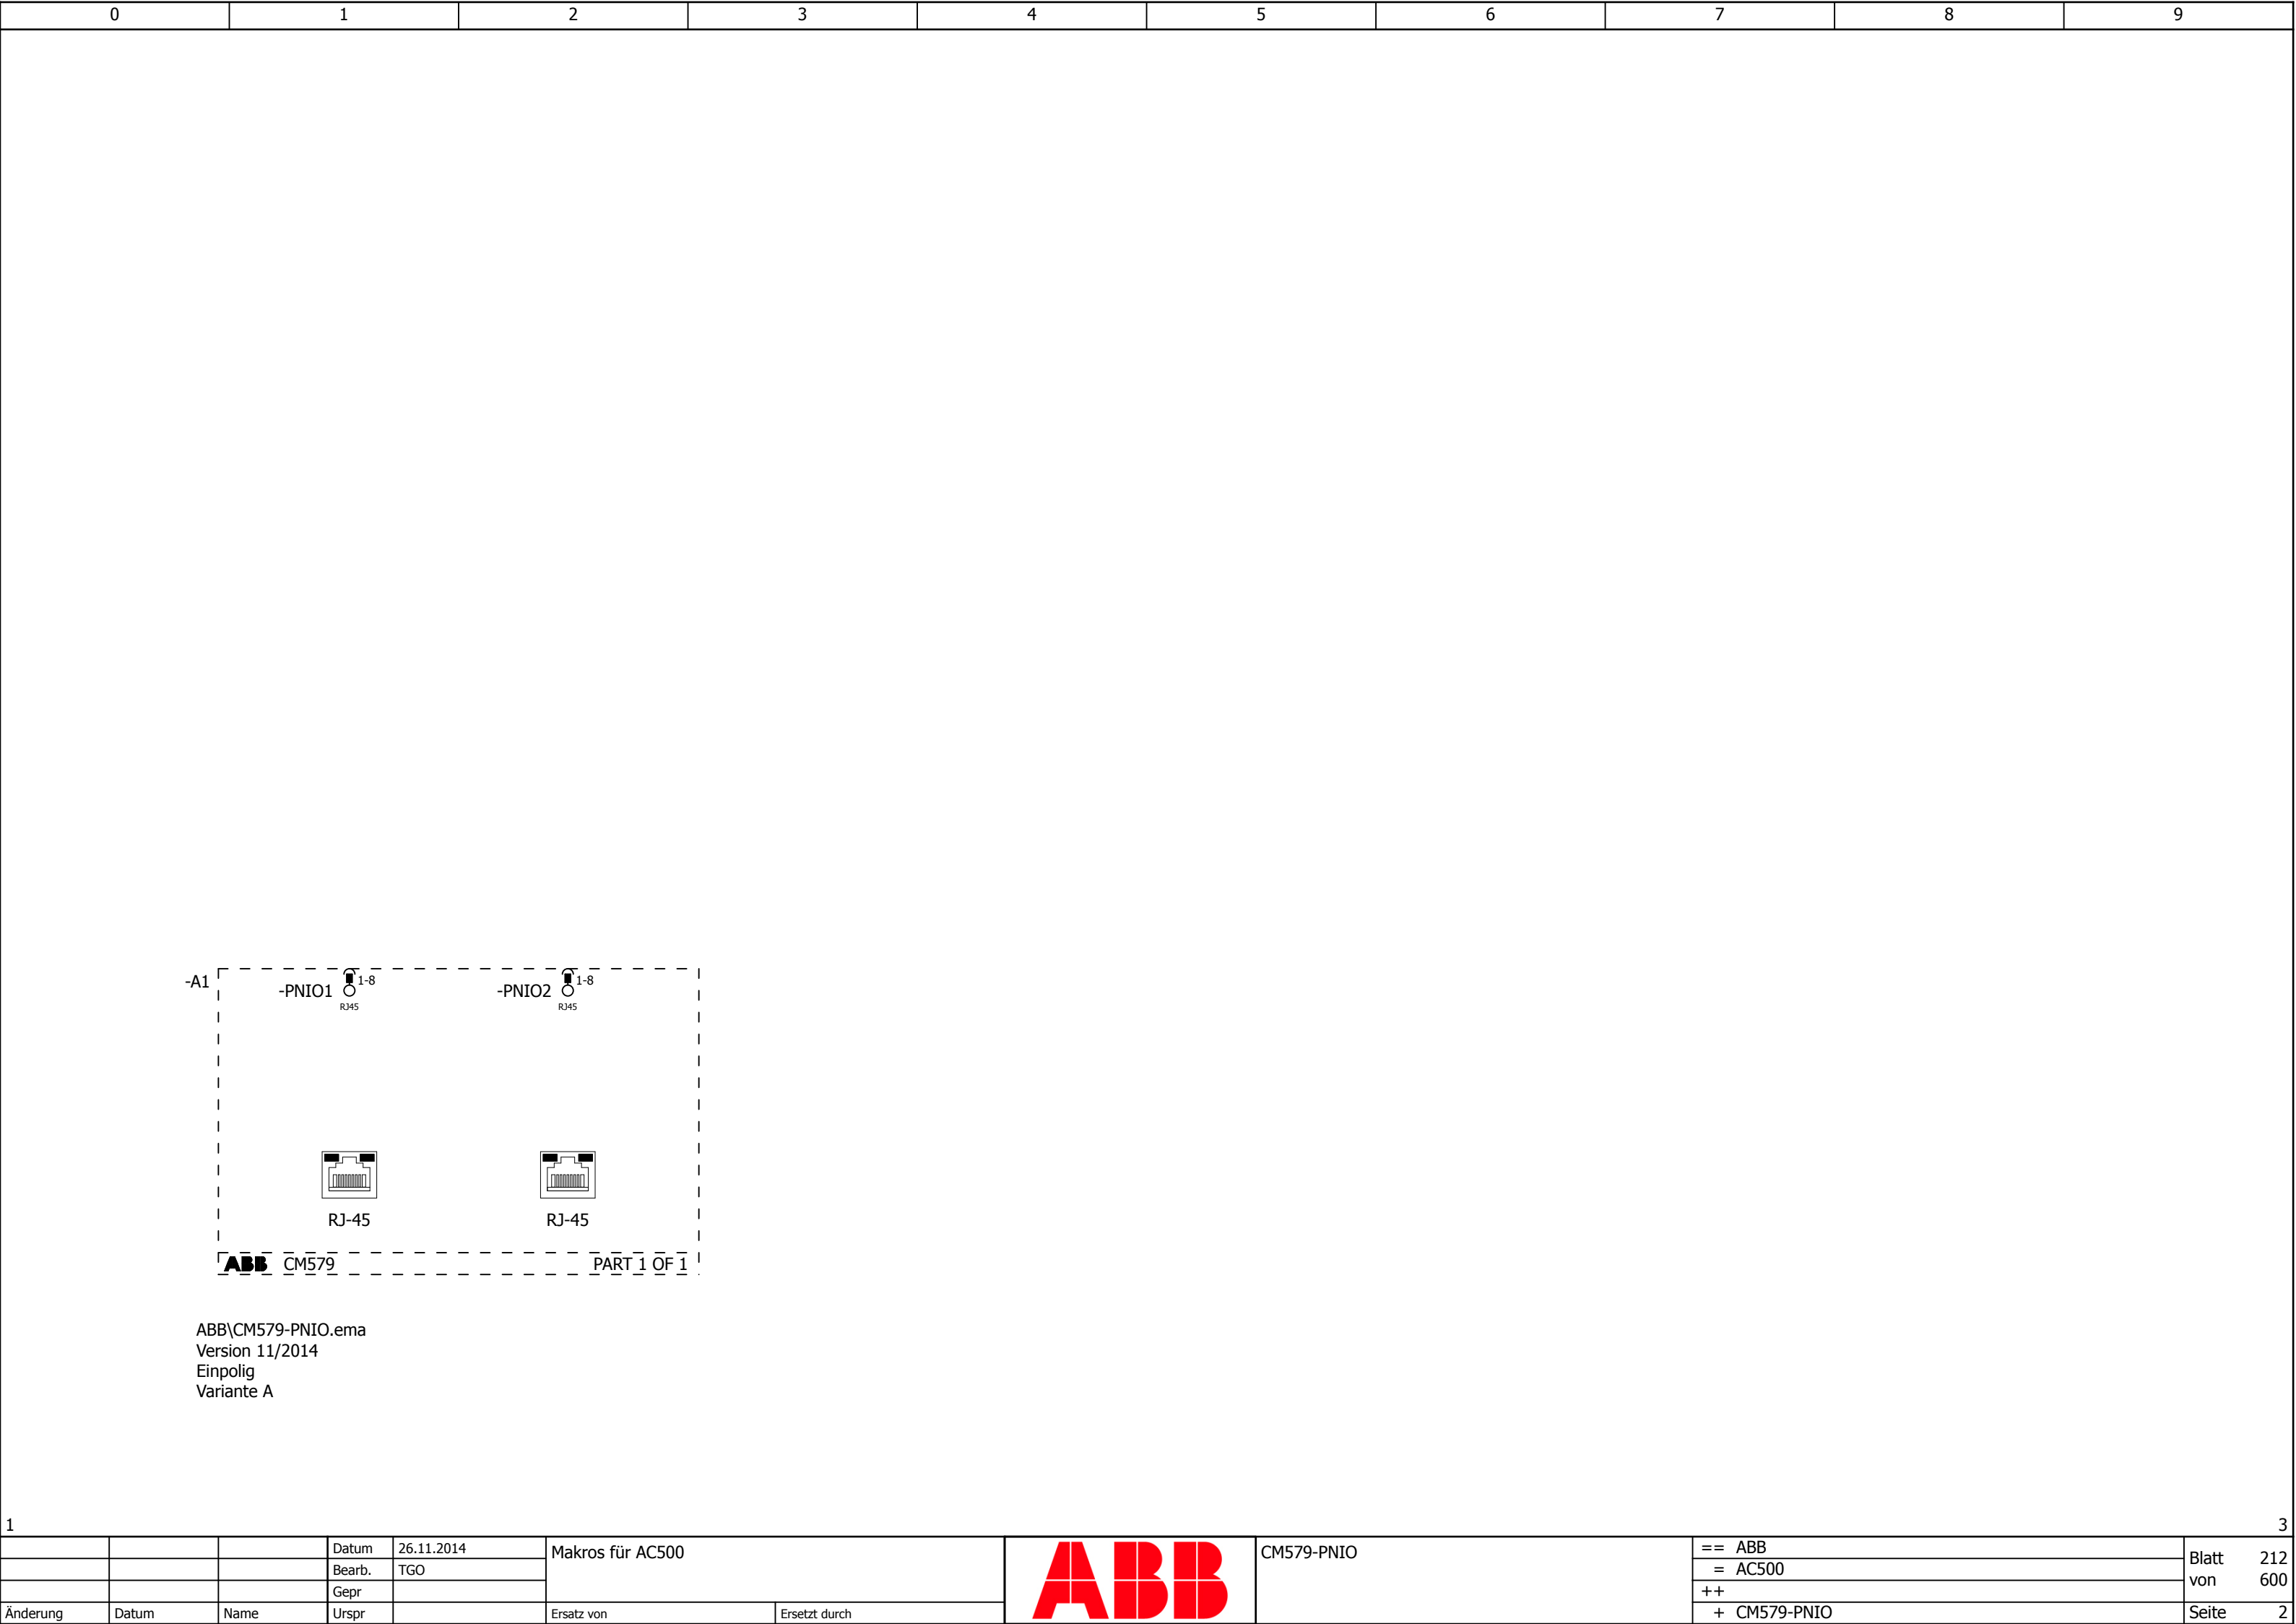 0 1 2 3 4 5 6 7 8 9
-A1
-PNIO1 1-8 RJ45
-PNIO2 1-8 RJ45
RJ-45 RJ-45
ABB CM579 PART 1 OF 1
ABB\CM579-PNIO.ema
Version 11/2014
Einpolig
Variante A
1 3
Datum 26.11.2014
Bearb. TGO
Gepr
Änderung Datum Name Urspr
Makros für AC500
Ersatz von Ersetzt durch
ABB
CM579-PNIO
== ABB
= AC500
++
+ CM579-PNIO
Blatt 212
von 600
Seite 2